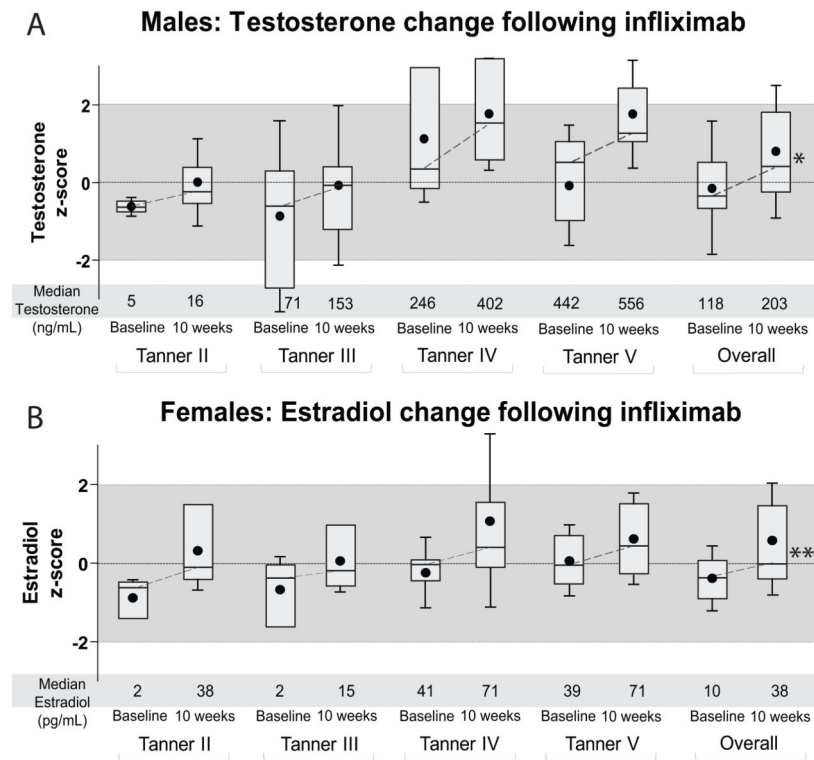 A
Males: Testosterone change following infliximab
Testosterone
z-score
2
0
-2
*
Median
Testosterone
(ng/mL)
5 16 71 153 246 402 442 556 118 203
Baseline 10 weeks Baseline 10 weeks Baseline 10 weeks Baseline 10 weeks Baseline 10 weeks
Tanner II Tanner III Tanner IV Tanner V Overall
B
Females: Estradiol change following infliximab
Estradiol
z-score
2
0
-2
**
Median
Estradiol
(pg/mL)
2 38 2 15 41 71 39 71 10 38
Baseline 10 weeks Baseline 10 weeks Baseline 10 weeks Baseline 10 weeks Baseline 10 weeks
Tanner II Tanner III Tanner IV Tanner V Overall